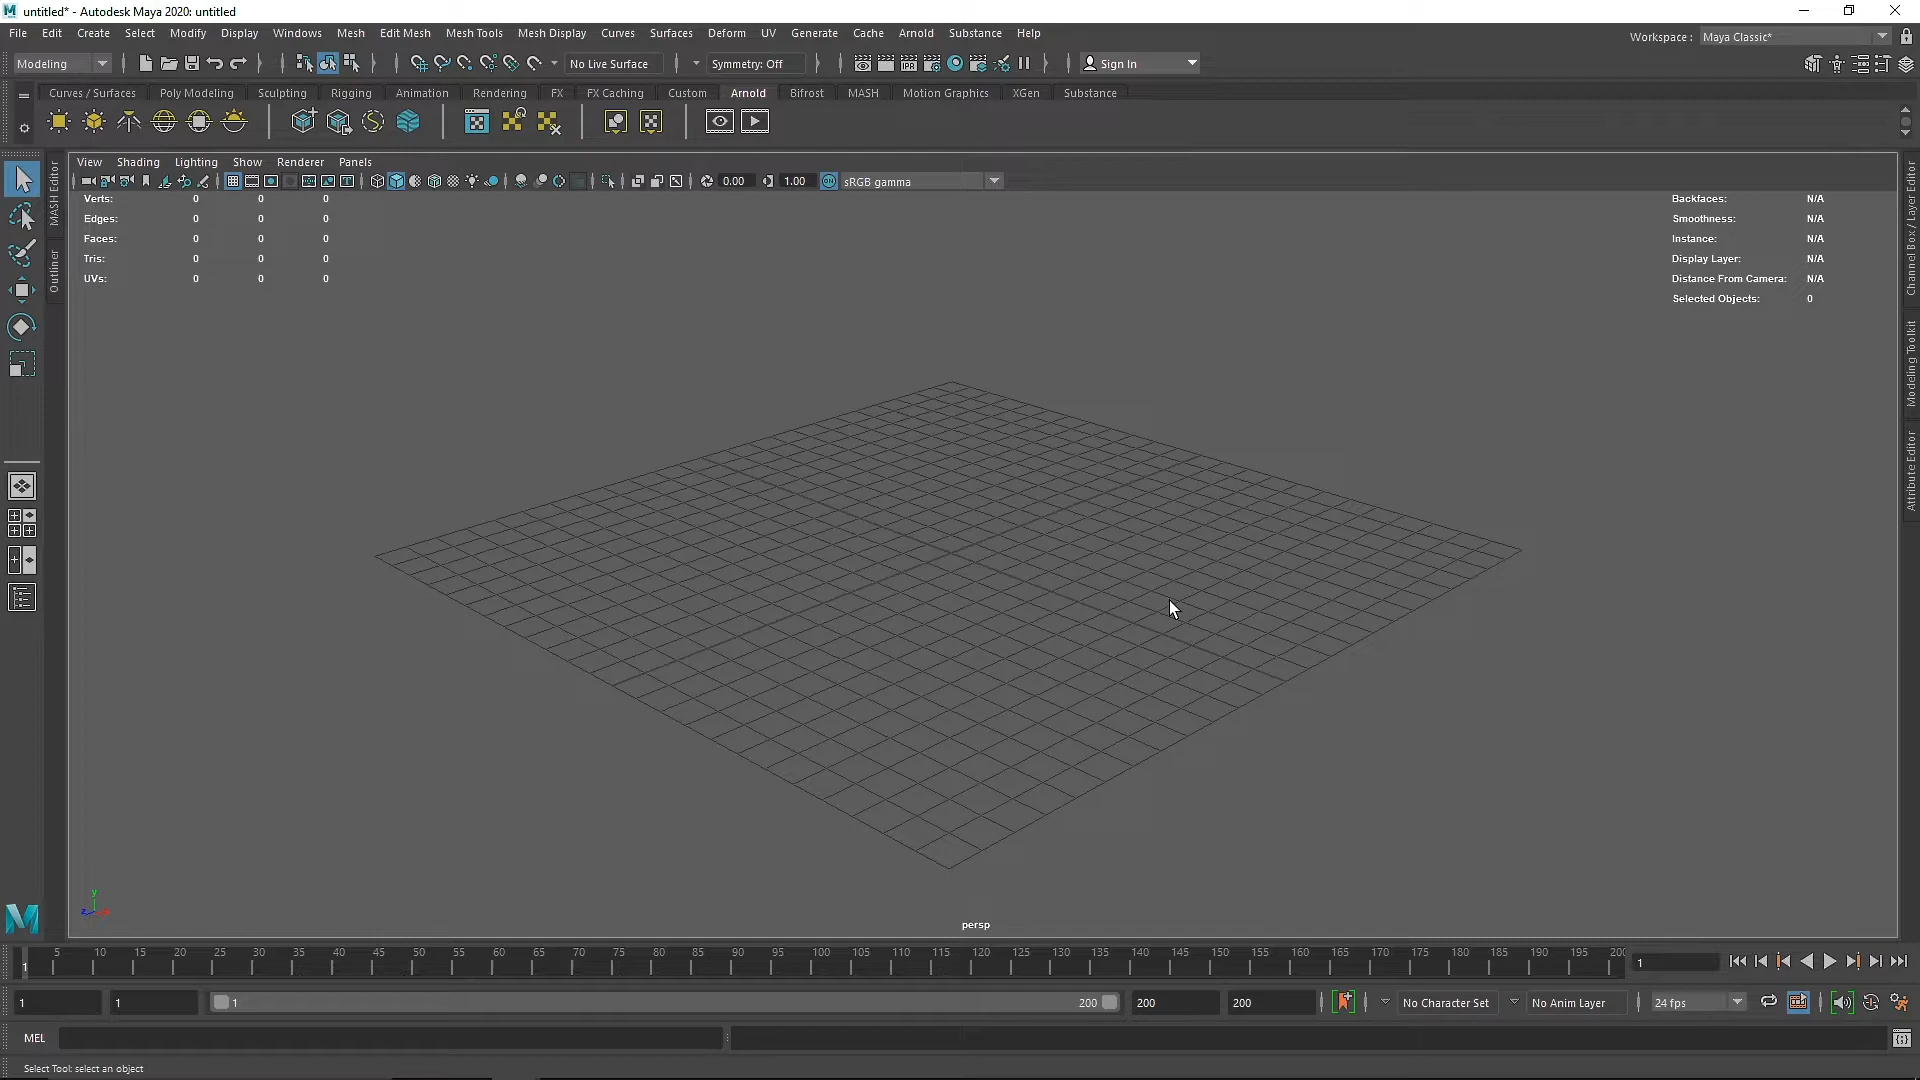 untitled* - Autodesk Maya 2020: untitled
File Edit Create Select Modify Display Windows Mesh Edit Mesh Mesh Tools Mesh Display Curves Surfaces Deform UV Generate Cache Arnold Substance Help
Workspace : Maya Classic*
Modeling No Live Surface Symmetry: Off IPR Sign In
Curves / Surfaces Poly Modeling Sculpting Rigging Animation Rendering FX FX Caching Custom Arnold Bifrost MASH Motion Graphics XGen Substance
View Shading Lighting Show Renderer Panels
0.00 1.00 ON sRGB gamma
MASH Editor
Outliner
Verts: 0 0 0
Edges: 0 0 0
Faces: 0 0 0
Tris: 0 0 0
UVs: 0 0 0
Backfaces: N/A
Smoothness: N/A
Instance: N/A
Display Layer: N/A
Distance From Camera: N/A
Selected Objects: 0
Channel Box / Layer Editor
Modeling Toolkit
Attribute Editor
y
z
persp
5 10 15 20 25 30 35 40 45 50 55 60 65 70 75 80 85 90 95 100 105 110 115 120 125 130 135 140 145 150 155 160 165 170 175 180 185 190 195 200
1
1
1 1 1 200 200 200 No Character Set No Anim Layer 24 fps
MEL
Select Tool: select an object